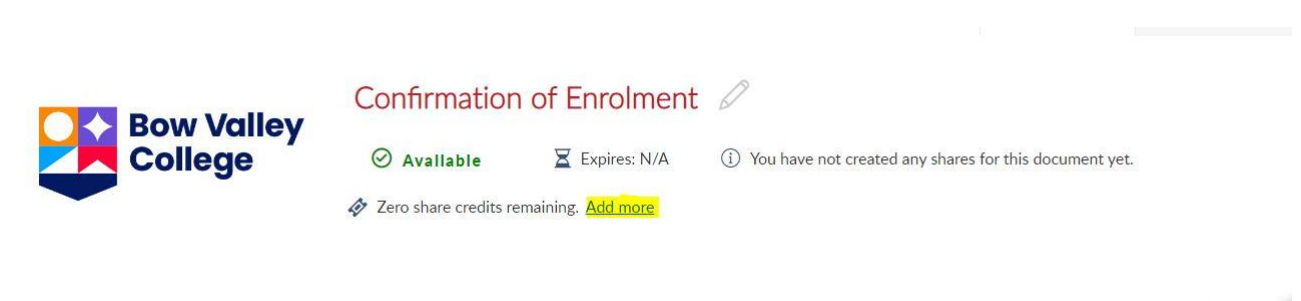 Bow Valley
College
Confirmation of Enrolment
Available
Expires: N/A
You have not created any shares for this document yet.
Zero share credits remaining. Add more